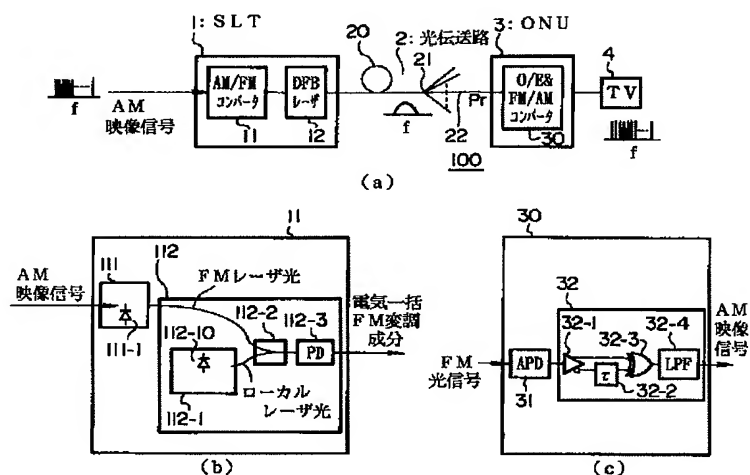 1:SLT
AM/FM
コンバータ
11
DFB
レーザ
12
20
2:光伝送路
21
22
Pr
3:ONU
O/E&
FM/AM
コンバータ
30
4
TV
f
AM
映像信号
f
f
100
(a)
11
AM
映像信号
111
111-1
112
FMレーザ光
112-10
112-2
112-3
PD
112-1
ローカル
レーザ光
電気一括
FM変調
成分
(b)
30
FM
光信号
APD
31
32
32-1
32-3
32-4
τ
32-2
LPF
AM
映像信号
(c)